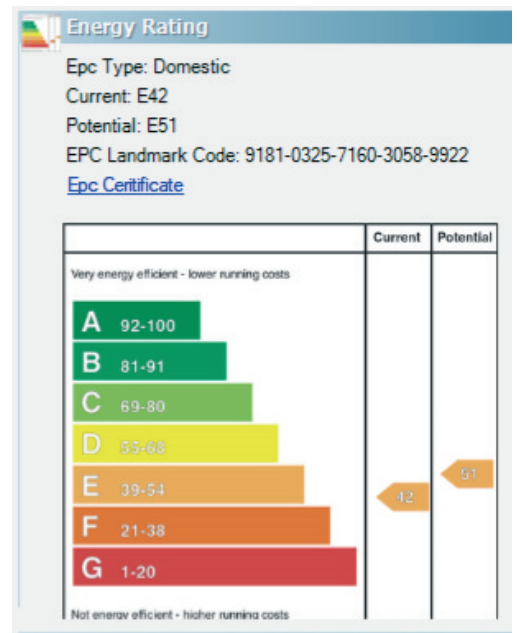 Energy Rating
Epc Type: Domestic
Current: E42
Potential: E51
EPC Landmark Code: 9181-0325-7160-3058-9922
Epc Ceritificate
Current Potential
Very energy efficient - lower running costs
A 92-100
B 81-91
C 69-80
D 55-68
E 39-54
F 21-38
G 1-20
42
51
Not energy efficient - higher running costs